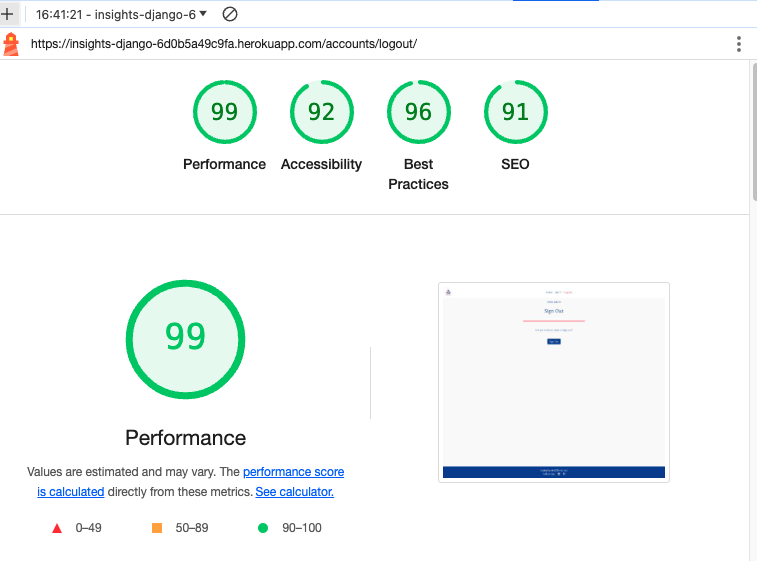 16:41:21 - insights-django-6
https://insights-django-6d0b5a49c9fa.herokuapp.com/accounts/logout/
99 92 96 91
Performance Accessibility Best Practices SEO
99
Performance
Values are estimated and may vary. The performance score
is calculated directly from these metrics. See calculator.
0–49 50–89 90–100
Sign Out